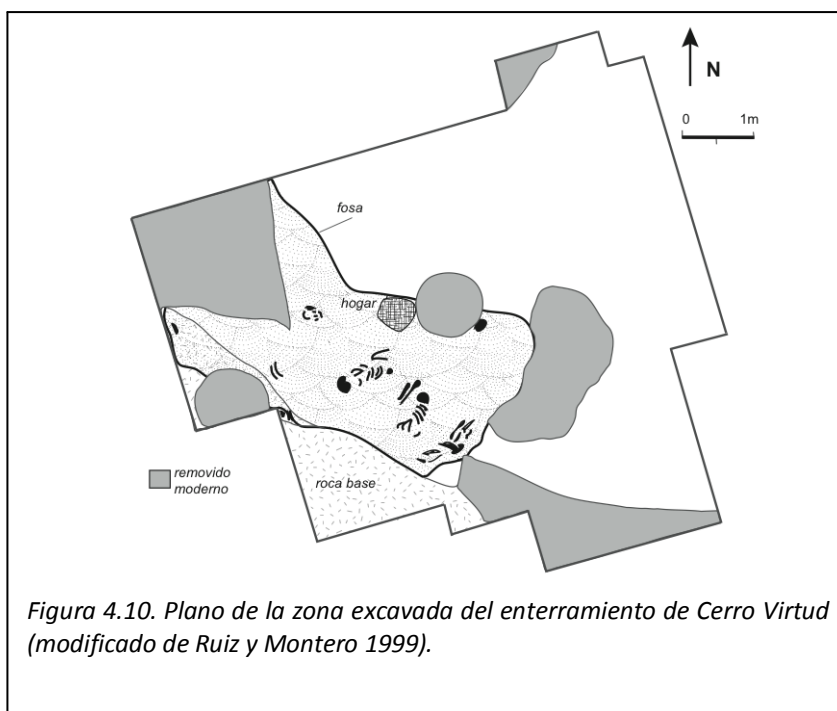 N
0 1m
fosa
hogar
removido
moderno
roca base
Figura 4.10. Plano de la zona excavada del enterramiento de Cerro Virtud
(modificado de Ruiz y Montero 1999).